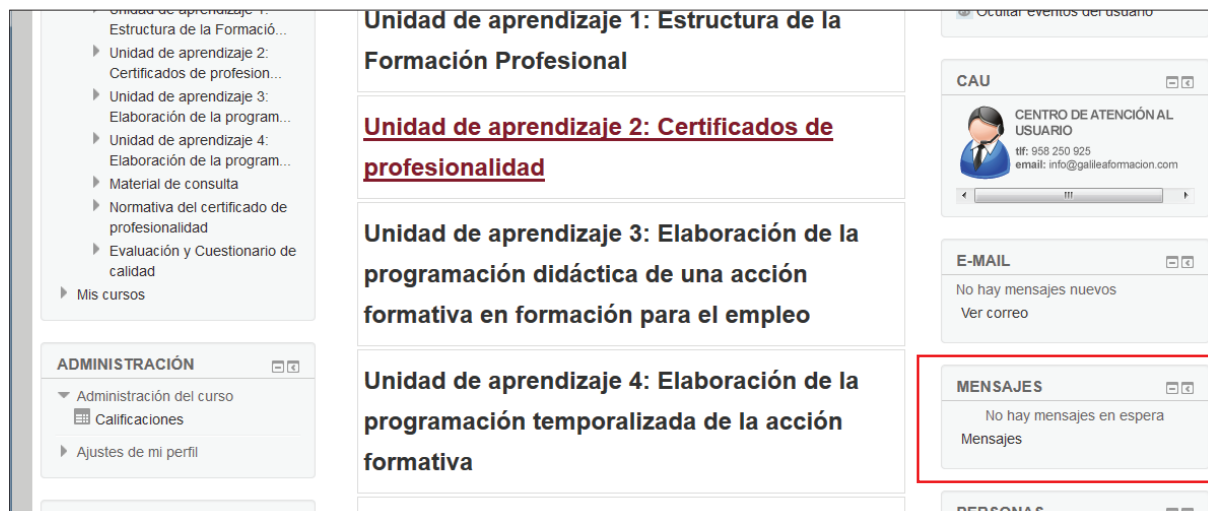 Unidad de aprendizaje 1:
Estructura de la Formació...
Unidad de aprendizaje 2:
Certificados de profesion...
Unidad de aprendizaje 3:
Elaboración de la program...
Unidad de aprendizaje 4:
Elaboración de la program...
Material de consulta
Normativa del certificado de
profesionalidad
Evaluación y Cuestionario de
calidad
Mis cursos
ADMINISTRACIÓN
Administración del curso
Calificaciones
Ajustes de mi perfil
Unidad de aprendizaje 1: Estructura de la
Formación Profesional
Unidad de aprendizaje 2: Certificados de
profesionalidad
Unidad de aprendizaje 3: Elaboración de la
programación didáctica de una acción
formativa en formación para el empleo
Unidad de aprendizaje 4: Elaboración de la
programación temporalizada de la acción
formativa
Ocultar eventos del usuario
CAU
CENTRO DE ATENCIÓN AL
USUARIO
tlf: 958 250 925
email: info@galileaformacion.com
E-MAIL
No hay mensajes nuevos
Ver correo
MENSAJES
No hay mensajes en espera
Mensajes
PERSONAS